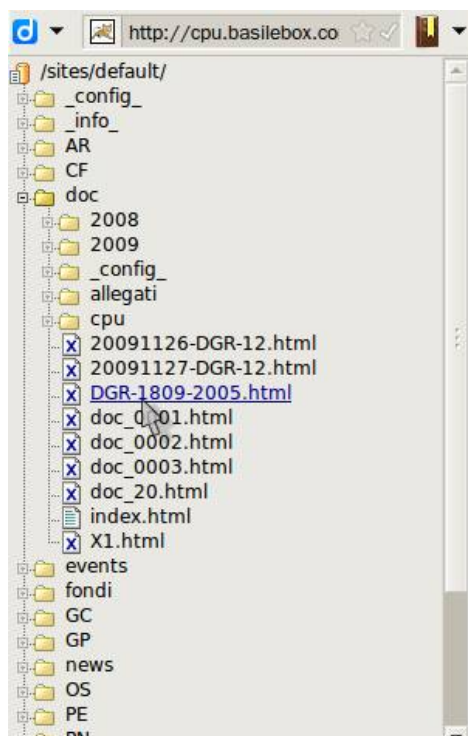 http://cpu.basilebox.co
/sites/default/
_config_
_info_
AR
CF
doc
2008
2009
_config_
allegati
cpu
20091126-DGR-12.html
20091127-DGR-12.html
DGR-1809-2005.html
doc_0001.html
doc_0002.html
doc_0003.html
doc_20.html
index.html
X1.html
events
fondi
GC
GP
news
OS
PE